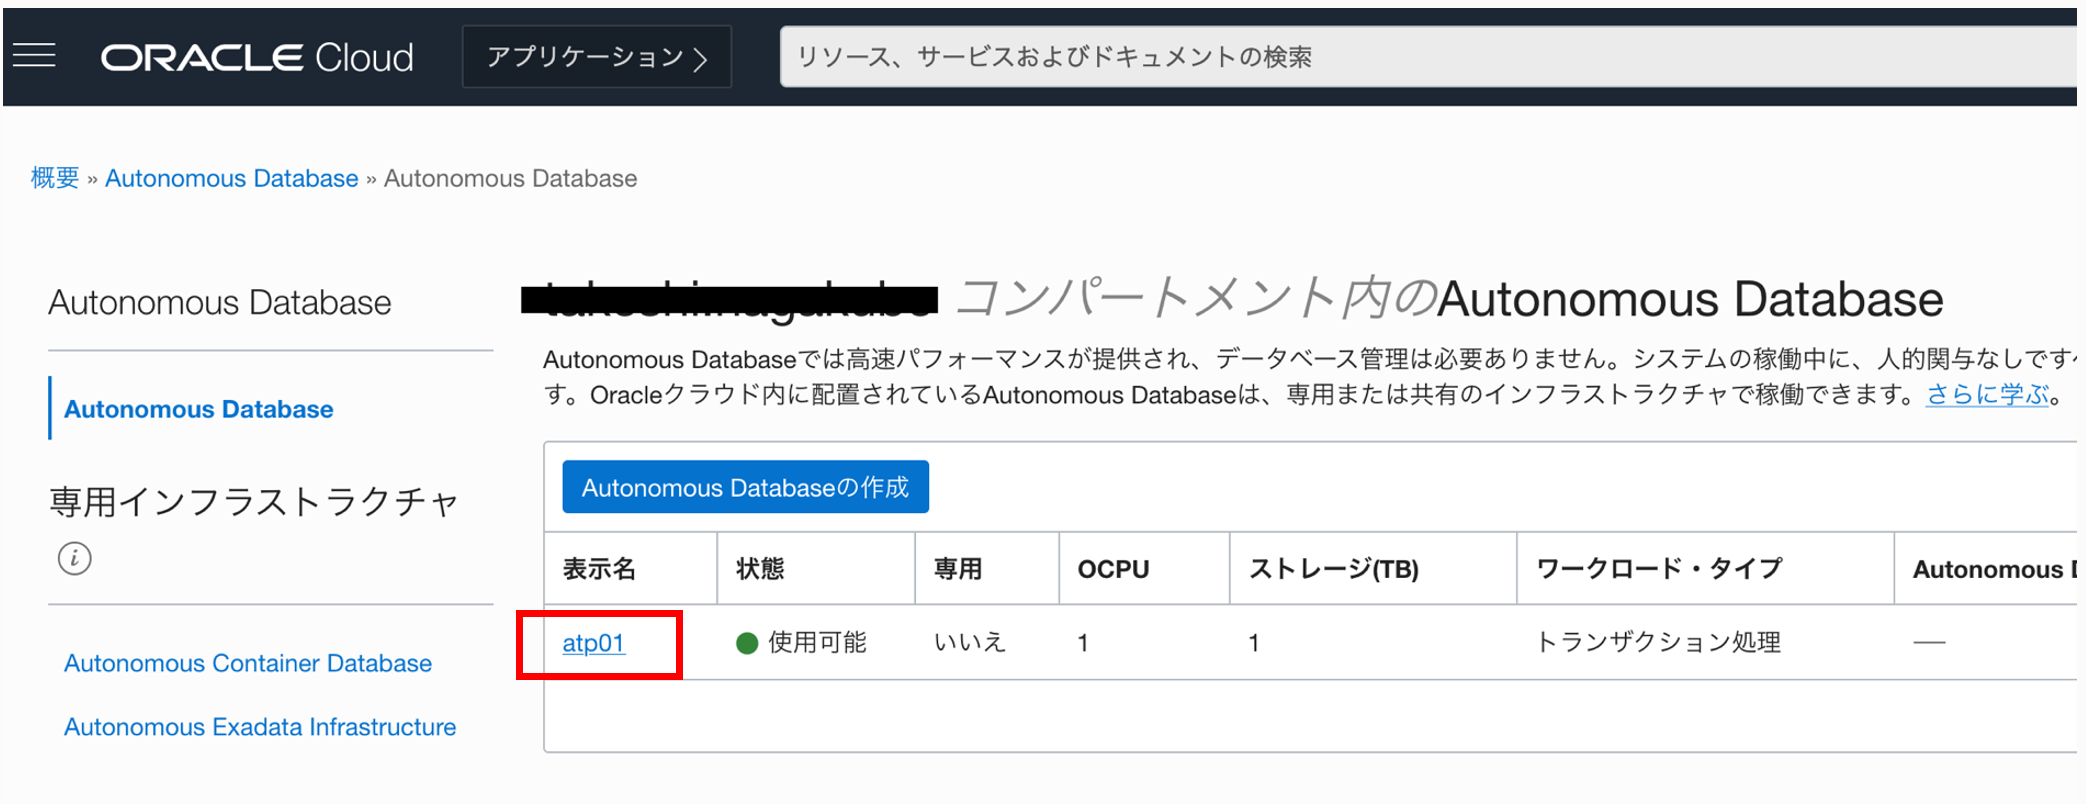 ORACLE Cloud
アプリケーション
リソース、サービスおよびドキュメントの検索
概要 » Autonomous Database » Autonomous Database
Autonomous Database
Autonomous Database
専用インフラストラクチャ
i
Autonomous Container Database
Autonomous Exadata Infrastructure
コンパートメント内のAutonomous Database
Autonomous Databaseでは高速パフォーマンスが提供され、データベース管理は必要ありません。システムの稼働中に、人的関与なしです
す。Oracleクラウド内に配置されているAutonomous Databaseは、専用または共有のインフラストラクチャで稼働できます。さらに学ぶ。
Autonomous Databaseの作成
表示名 状態 専用 OCPU ストレージ(TB) ワークロード・タイプ Autonomous
atp01 使用可能 いいえ 1 1 トランザクション処理 —